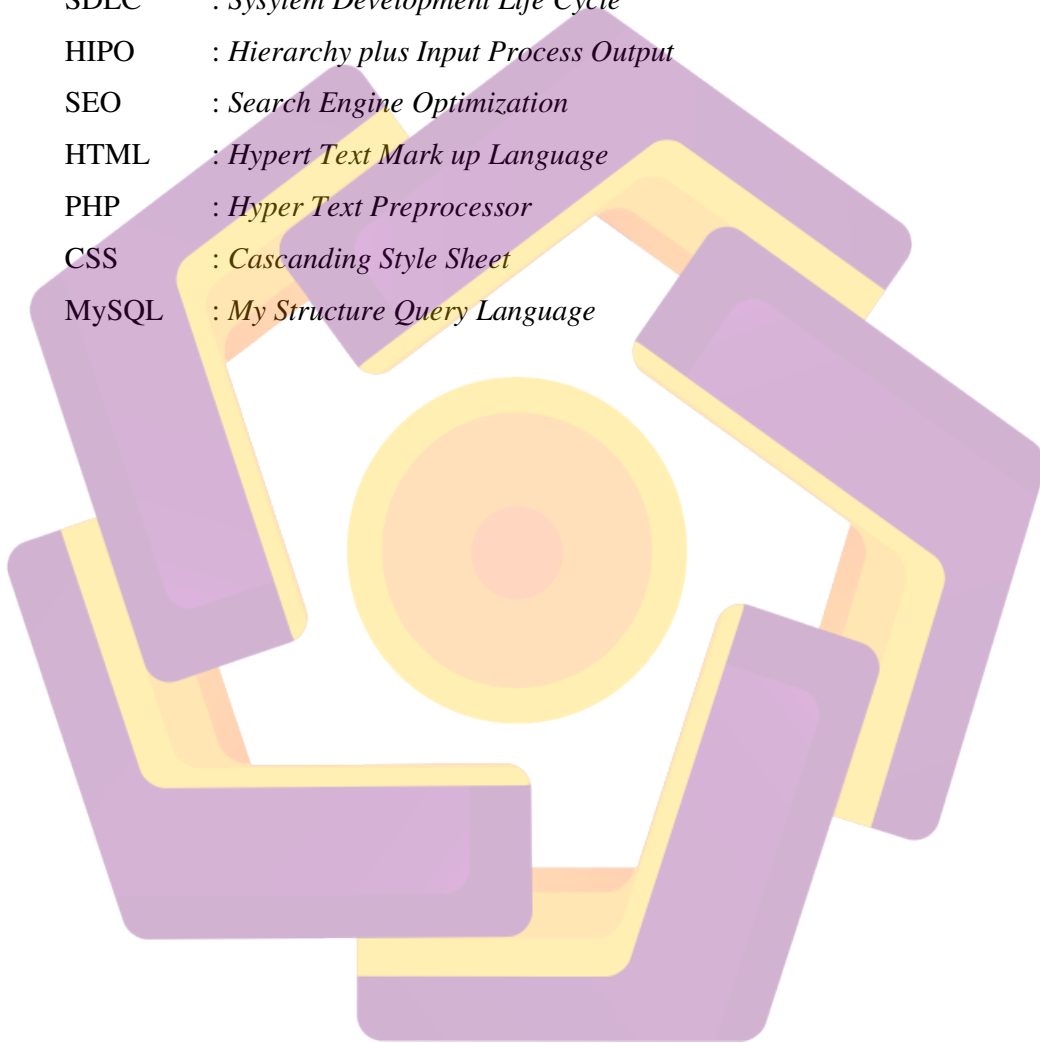 SDLC : Sysytem Development Life Cycle
HIPO : Hierarchy plus Input Process Output
SEO : Search Engine Optimization
HTML : Hypert Text Mark up Language
PHP : Hyper Text Preprocessor
CSS : Cascanding Style Sheet
MySQL : My Structure Query Language